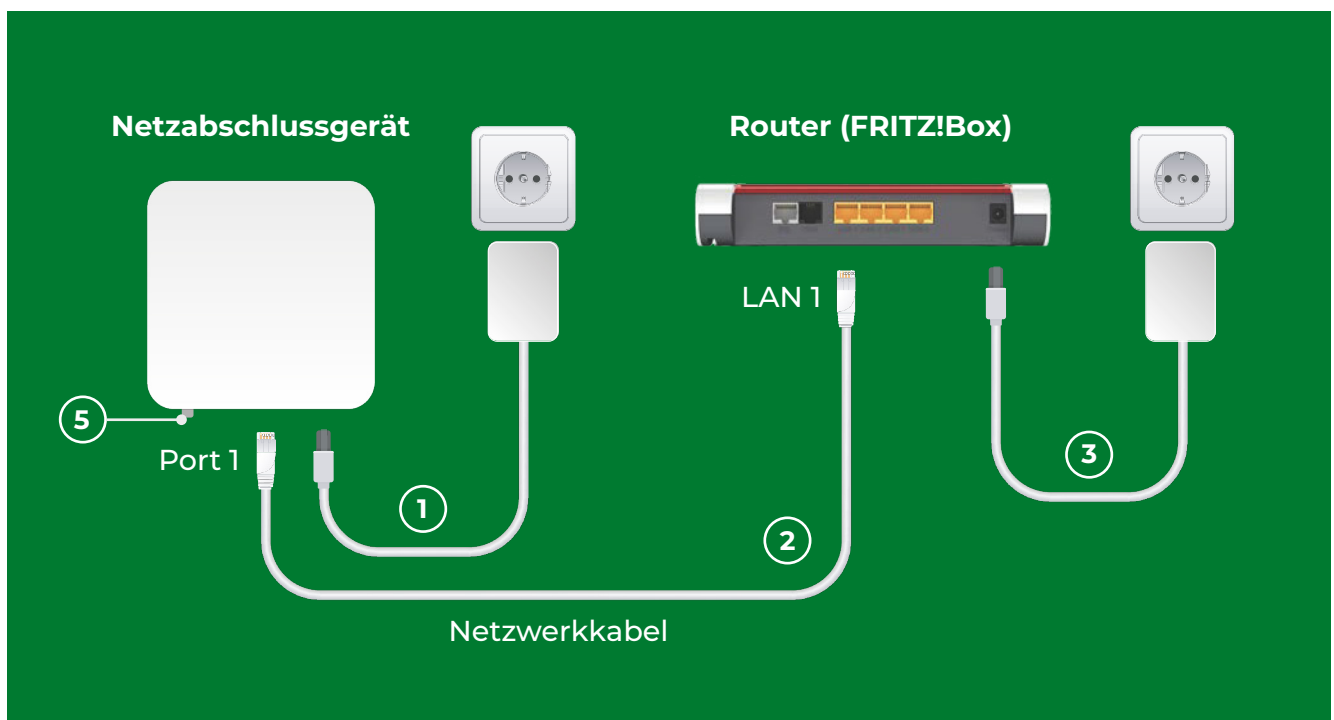 Netzabschlussgerät
Router (FRITZ!Box)
LAN 1
5
Port 1
3
1
2
Netzwerkkabel